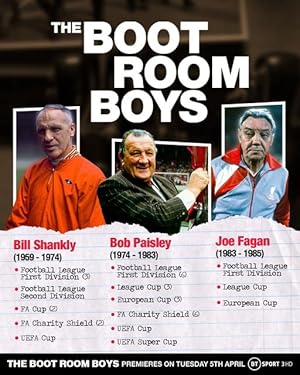 THE BOOT
ROOM
BOYS
Bill Shankly
(1959 - 1974)
• Football League
First Division (3)
• Football League
Second Division
• FA Cup (2)
• FA Charity Shield (2)
• UEFA Cup
Bob Paisley
(1974 - 1983)
• Football League
First Division (6)
• League Cup (3)
• European Cup (3)
• FA Charity Shield (6)
• UEFA Cup
• UEFA Super Cup
Joe Fagan
(1983 - 1985)
• Football League
First Division
• League Cup
• European Cup
THE BOOT ROOM BOYS PREMIERES ON TUESDAY 5TH APRIL BT SPORT 3HD